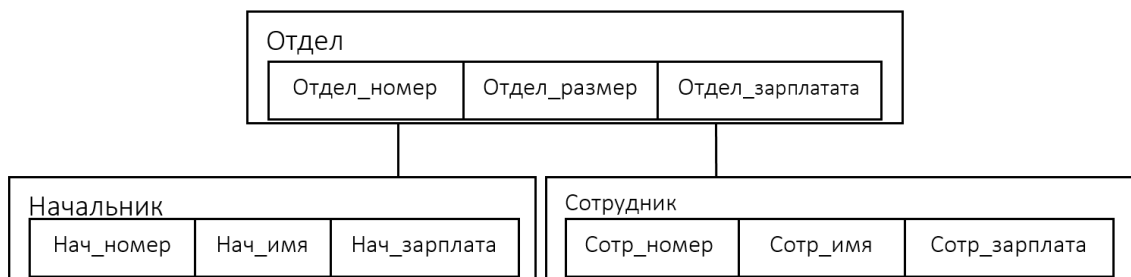 Отдел
Отдел_номер Отдел_размер Отдел_зарплатата
Начальник
Нач_номер Нач_имя Нач_зарплата
Сотрудник
Сотр_номер Сотр_имя Сотр_зарплата